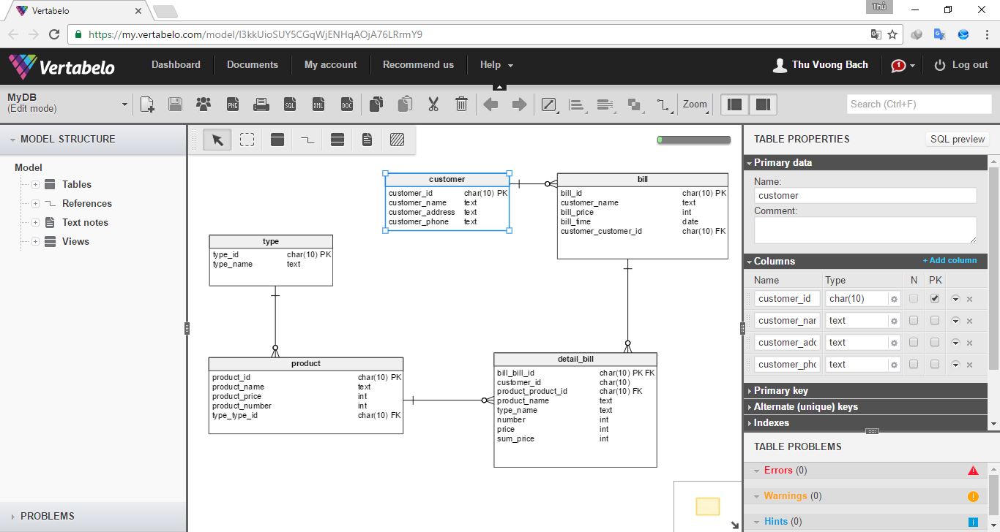 Vertabelo
Thủ
https://my.vertabelo.com/model/I3kkUioSUY5CGqWjENHqAOjA76LRrmY9
Vertabelo
Dashboard
Documents
My account
Recommend us
Help
Thu Vuong Bach
1
Log out
MyDB
(Edit mode)
PNG
SQL
XML
DOC
Zoom
Search (Ctrl+F)
MODEL STRUCTURE
Model
Tables
References
Text notes
Views
PROBLEMS
customer
customer_id char(10) PK
customer_name text
customer_address text
customer_phone text
bill
bill_id char(10) PK
customer_name text
bill_price int
bill_time date
customer_customer_id char(10) FK
type
type_id char(10) PK
type_name text
product
product_id char(10) PK
product_name text
product_price int
product_number int
type_type_id char(10) FK
detail_bill
bill_bill_id char(10) PK FK
customer_id char(10)
product_product_id char(10) FK
product_name text
type_name text
number int
price int
sum_price int
TABLE PROPERTIES
SQL preview
Primary data
Name:
customer
Comment:
Columns
+ Add column
Name Type N PK
customer_id char(10)
customer_nar text
customer_adc text
customer_phc text
Primary key
Alternate (unique) keys
Indexes
TABLE PROBLEMS
Errors (0)
Warnings (0)
Hints (0)